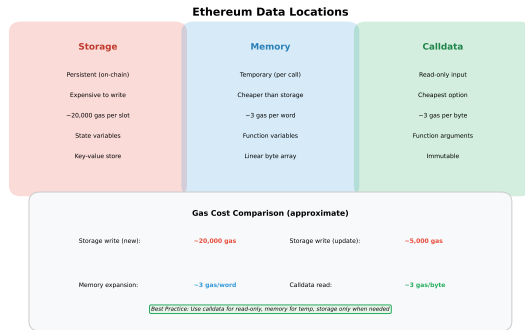 Ethereum Data Locations
Storage
Persistent (on-chain)
Expensive to write
~20,000 gas per slot
State variables
Key-value store
Memory
Temporary (per call)
Cheaper than storage
~3 gas per word
Function variables
Linear byte array
Calldata
Read-only input
Cheapest option
~3 gas per byte
Function arguments
Immutable
Gas Cost Comparison (approximate)
Storage write (new): ~20,000 gas Storage write (update): ~5,000 gas
Memory expansion: ~3 gas/word Calldata read: ~3 gas/byte
Best Practice: Use calldata for read-only, memory for temp, storage only when needed